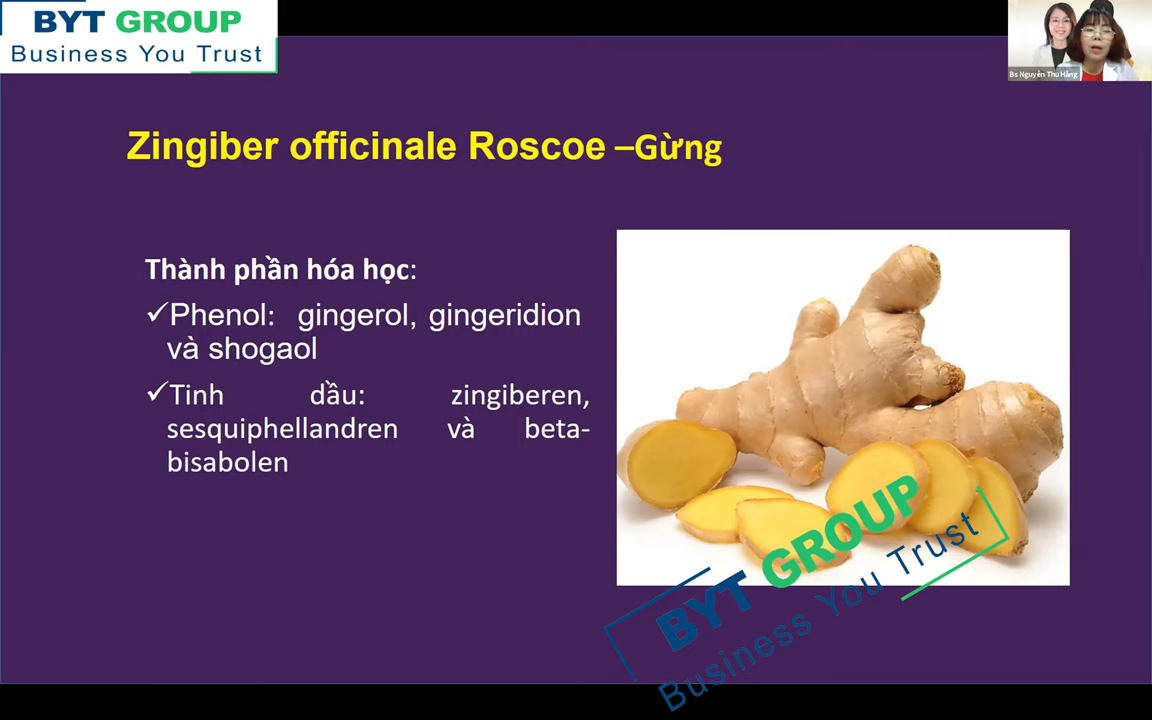 BYT GROUP
Business You Trust
Bs Nguyễn Thu Hằng
Zingiber officinale Roscoe –Gừng
Thành phần hóa học:
✓Phenol: gingerol, gingeridion
và shogaol
✓Tinh dầu: zingiberen,
sesquiphellandren và beta-
bisabolen
BYT GROUP
Business You Trust